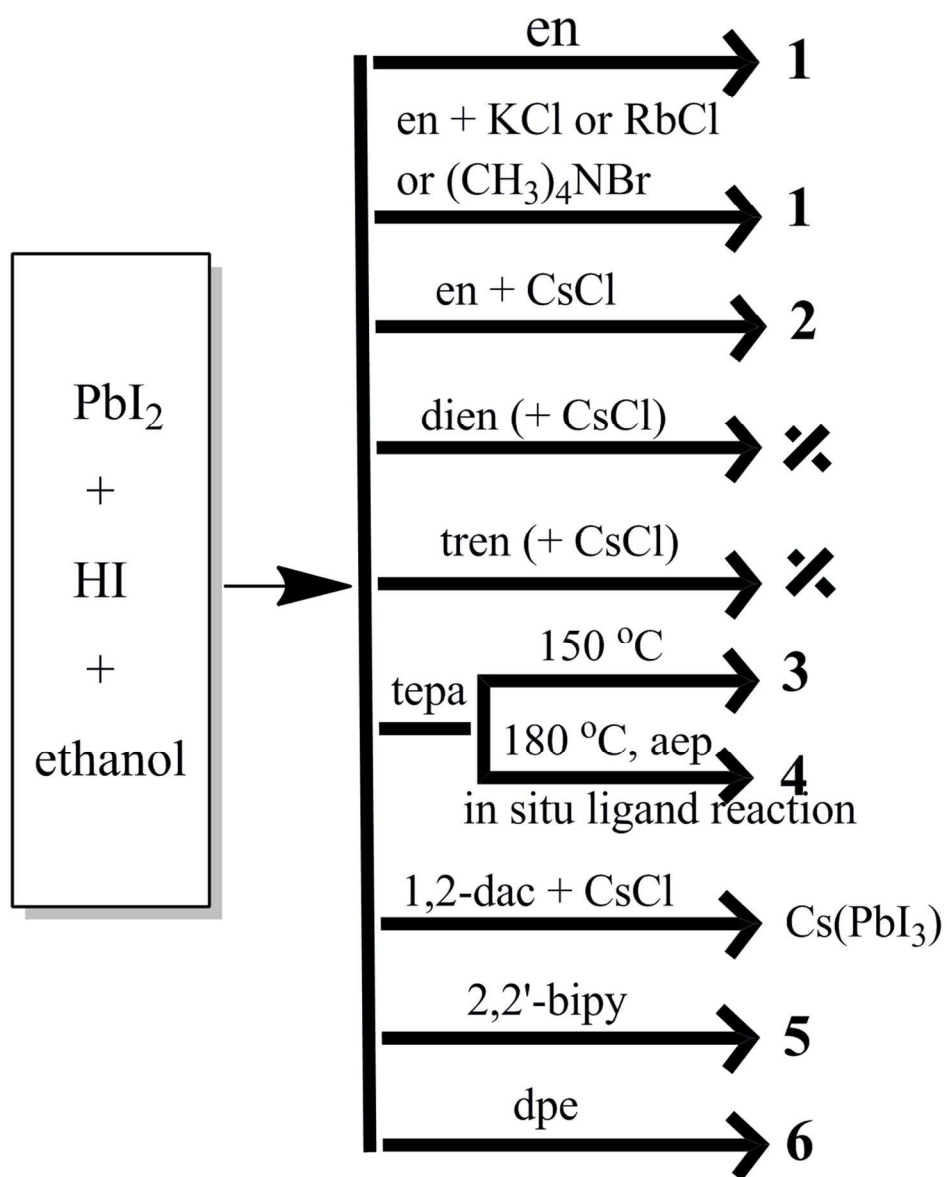 PbI₂
+
HI
+
ethanol
en
1
en + KCl or RbCl
or (CH₃)₄NBr
1
en + CsCl
2
dien (+ CsCl)
tren (+ CsCl)
tepa
150 °C
3
180 °C, aep
4
in situ ligand reaction
1,2-dac + CsCl
Cs(PbI₃)
2,2'-bipy
5
dpe
6